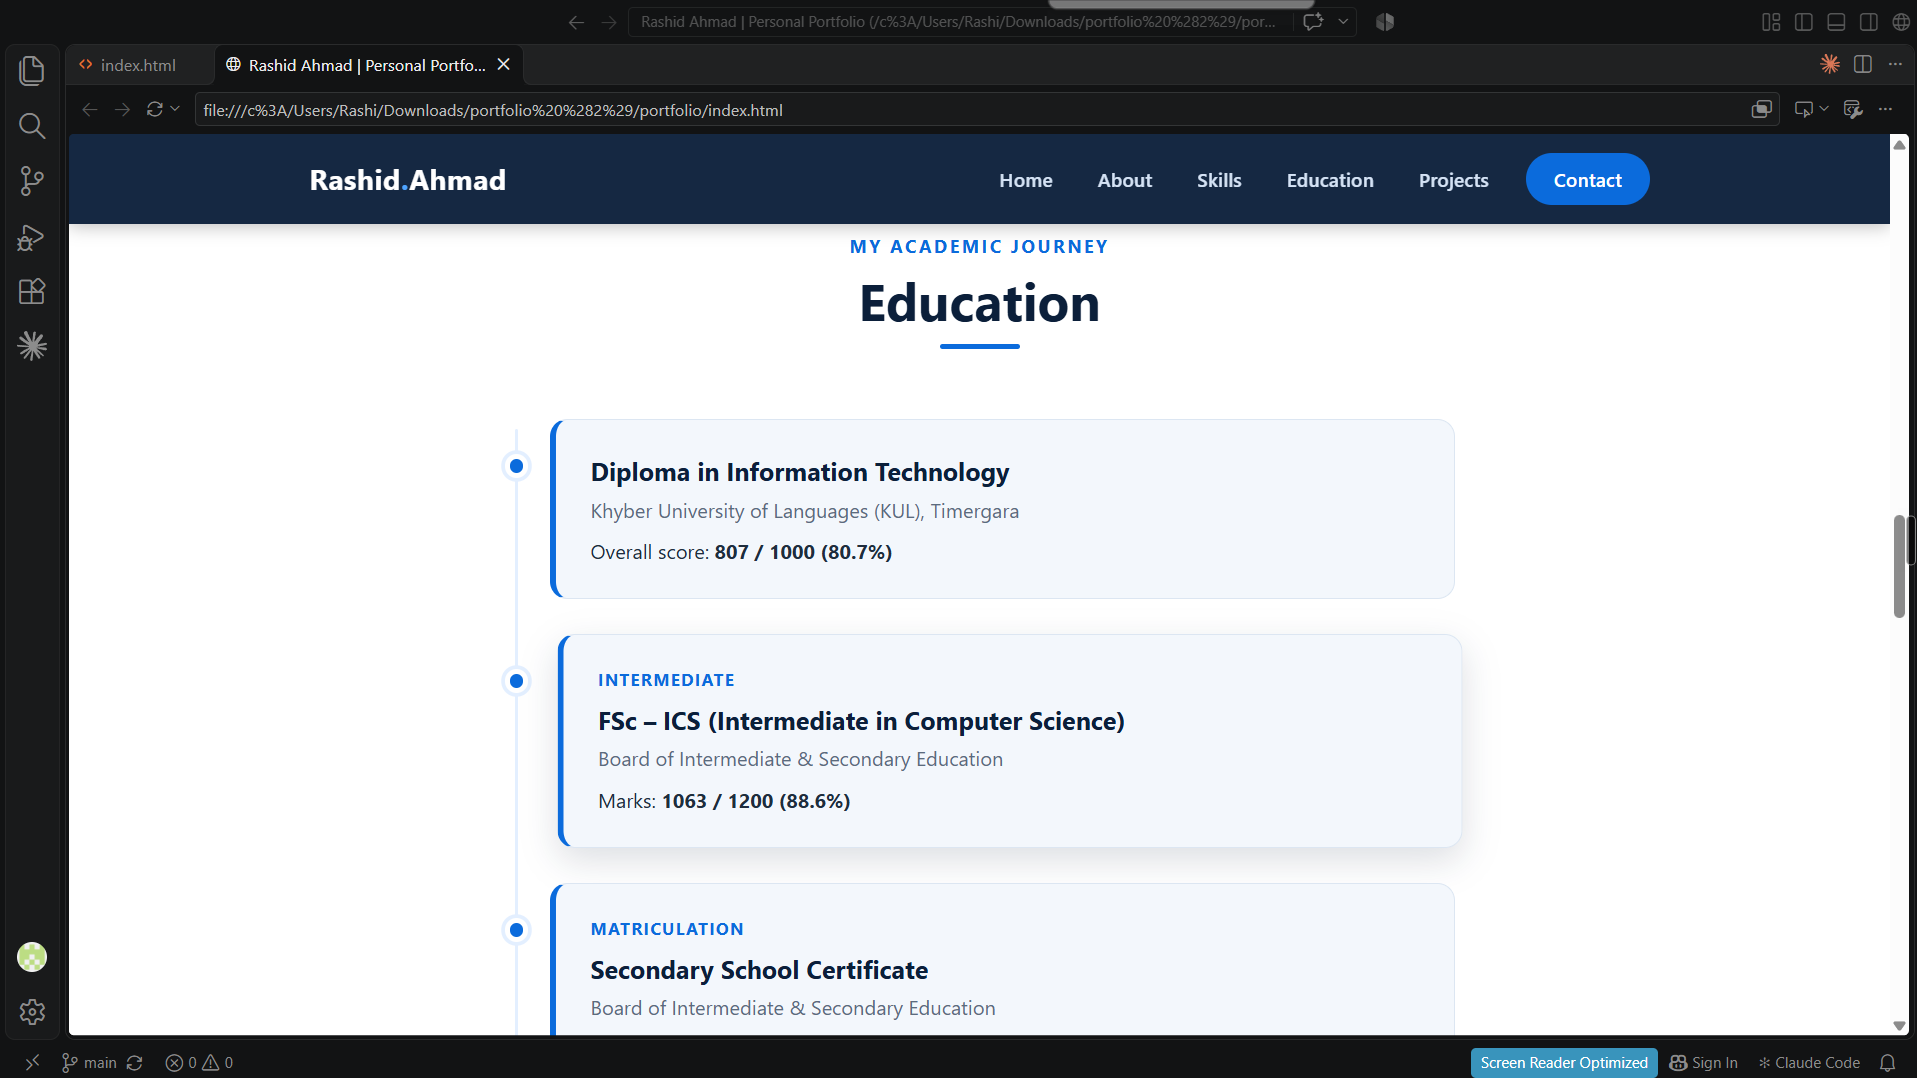 Rashid Ahmad | Personal Portfolio (/c%3A/Users/Rashi/Downloads/portfolio%20%282%29/por...
index.html
Rashid Ahmad | Personal Portfo...
file:///c%3A/Users/Rashi/Downloads/portfolio%20%282%29/portfolio/index.html
Rashid.Ahmad
Home
About
Skills
Education
Projects
Contact
MY ACADEMIC JOURNEY
Education
Diploma in Information Technology
Khyber University of Languages (KUL), Timergara
Overall score: 807 / 1000 (80.7%)
INTERMEDIATE
FSc – ICS (Intermediate in Computer Science)
Board of Intermediate & Secondary Education
Marks: 1063 / 1200 (88.6%)
MATRICULATION
Secondary School Certificate
Board of Intermediate & Secondary Education
main
0
0
Screen Reader Optimized
Sign In
Claude Code